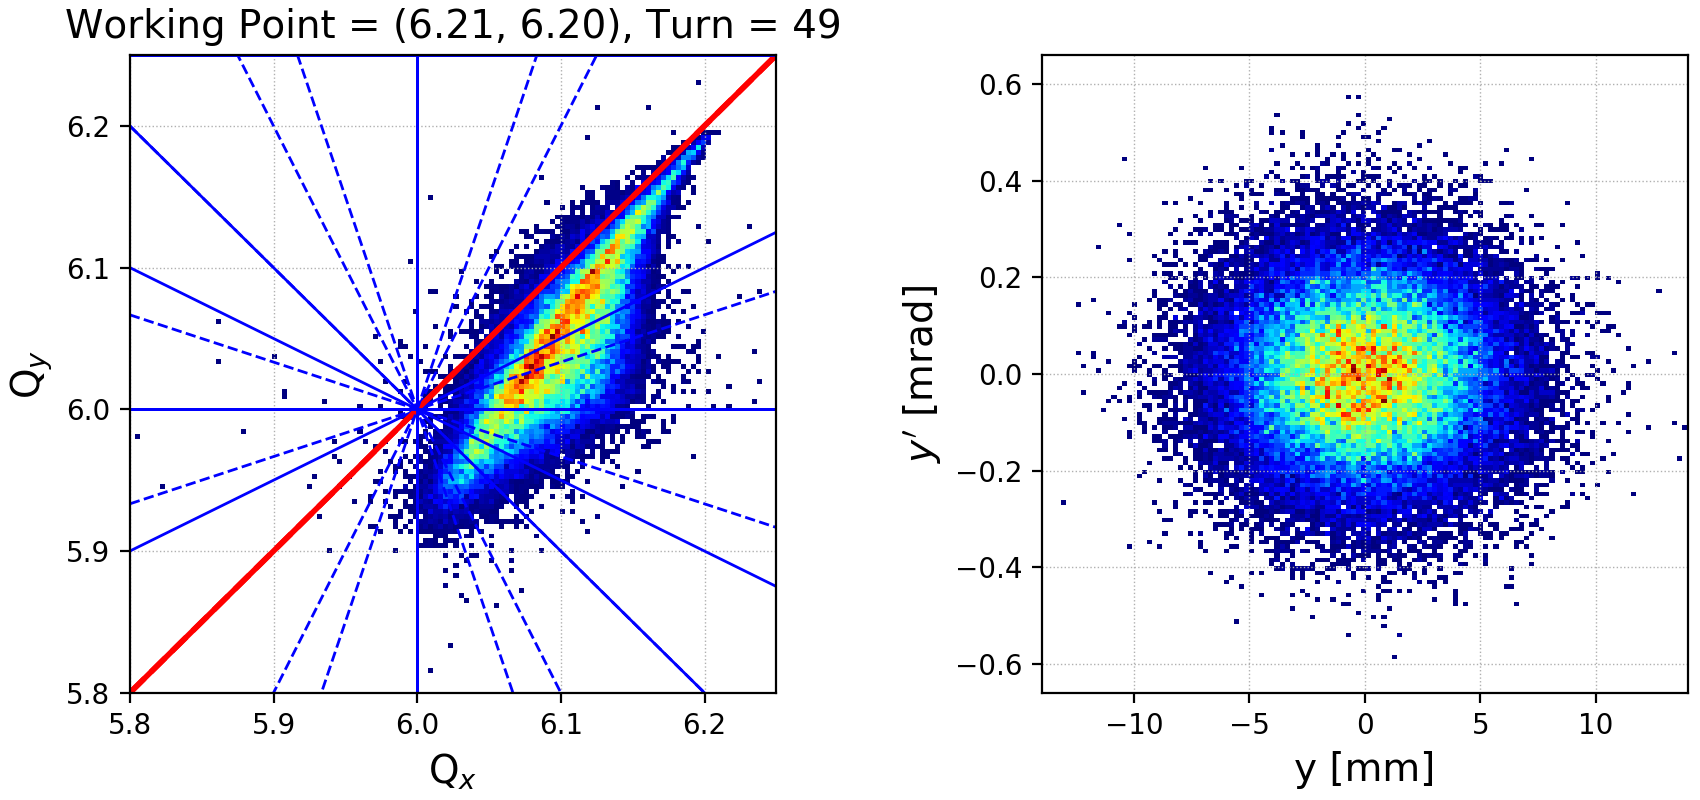 Working Point = (6.21, 6.20), Turn = 49
6.2
6.1
6.0
5.9
5.8
Q_y
5.8 5.9 6.0 6.1 6.2
Q_x
0.6
0.4
0.2
0.0
−0.2
−0.4
−0.6
y′ [mrad]
−10 −5 0 5 10
y [mm]